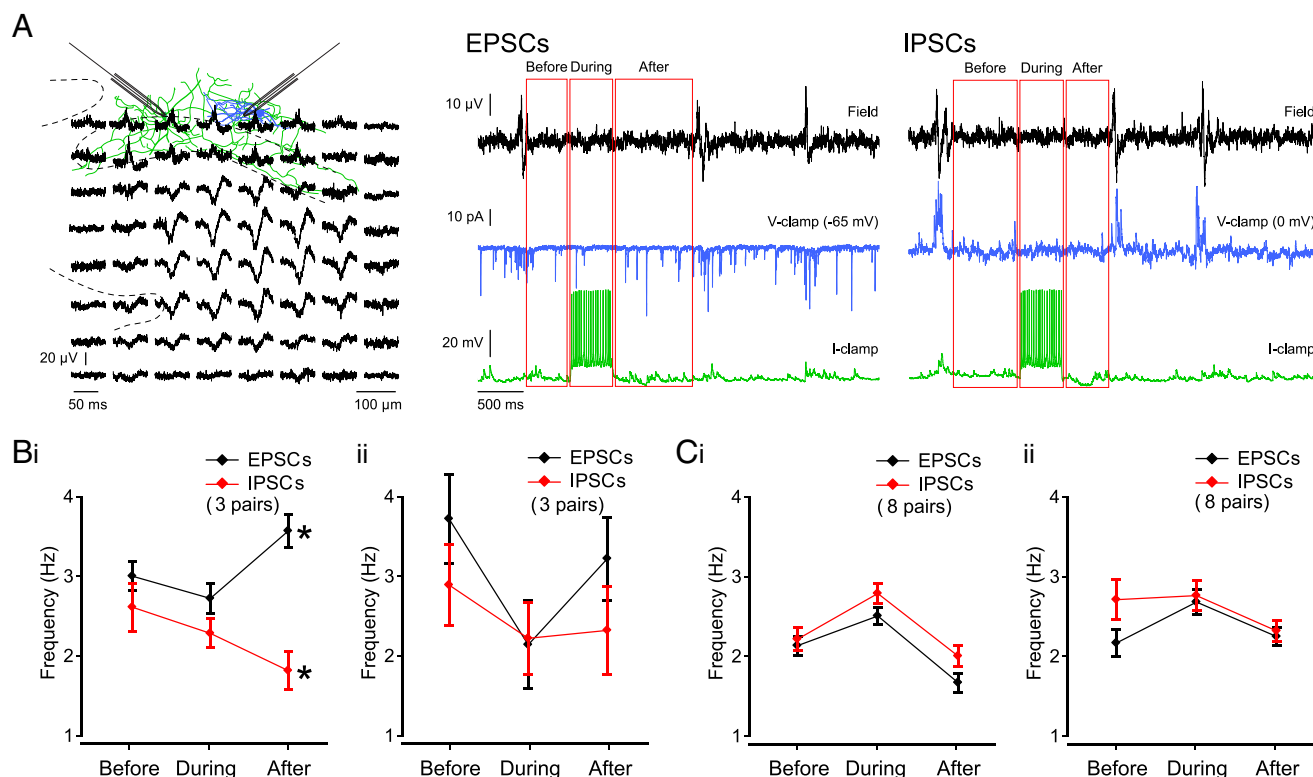 A
EPSCs
IPSCs
Before During After
Before During After
10 µV
Field
Field
10 pA
V-clamp (-65 mV)
V-clamp (0 mV)
20 mV
I-clamp
I-clamp
20 µV
50 ms
100 µm
500 ms
Bi
EPSCs
IPSCs
(3 pairs)
Frequency (Hz)
4
3
2
1
Before During After
*
*
ii
EPSCs
IPSCs
(3 pairs)
Frequency (Hz)
4
3
2
1
Before During After
Ci
EPSCs
IPSCs
(8 pairs)
Frequency (Hz)
4
3
2
1
Before During After
ii
EPSCs
IPSCs
(8 pairs)
Frequency (Hz)
4
3
2
1
Before During After